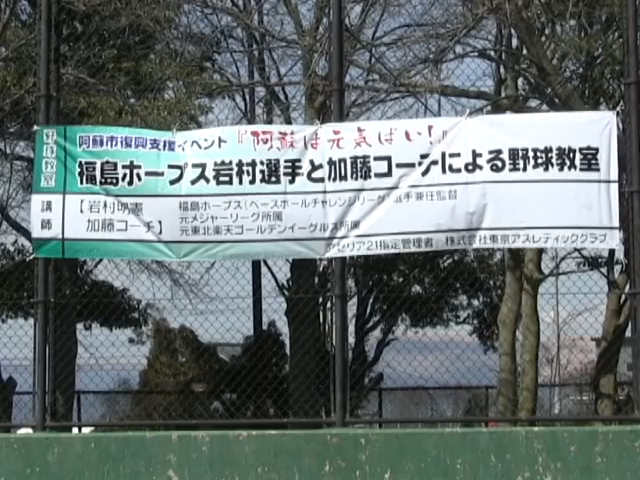 野球教室
阿蘇市復興支援イベント『阿蘇は元気ばい!』
福島ホープス岩村選手と加藤コーチによる野球教室
講師
【岩村明憲 福島ホープス(ベースボールチャレンジリーグ)選手兼任監督
元メジャーリーグ所属
加藤コーチ】 元東北楽天ゴールデンイーグルス所属
アゼリア21指定管理者 株式会社東京アスレティッククラブ